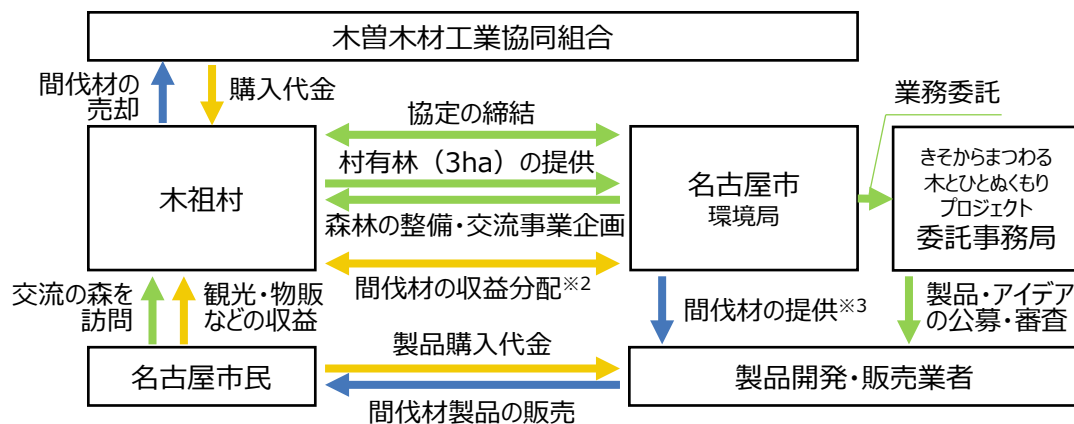 木曽木材工業協同組合
間伐材の
売却
購入代金
業務委託
協定の締結
村有林（3ha）の提供
木祖村
名古屋市
環境局
きそからまつわる
木とひとぬくもり
プロジェクト
委託事務局
森林の整備・交流事業企画
交流の森を
訪問
観光・物販
などの収益
間伐材の収益分配※2
間伐材の提供※3
製品・アイデア
の公募・審査
製品購入代金
名古屋市民
製品開発・販売業者
間伐材製品の販売